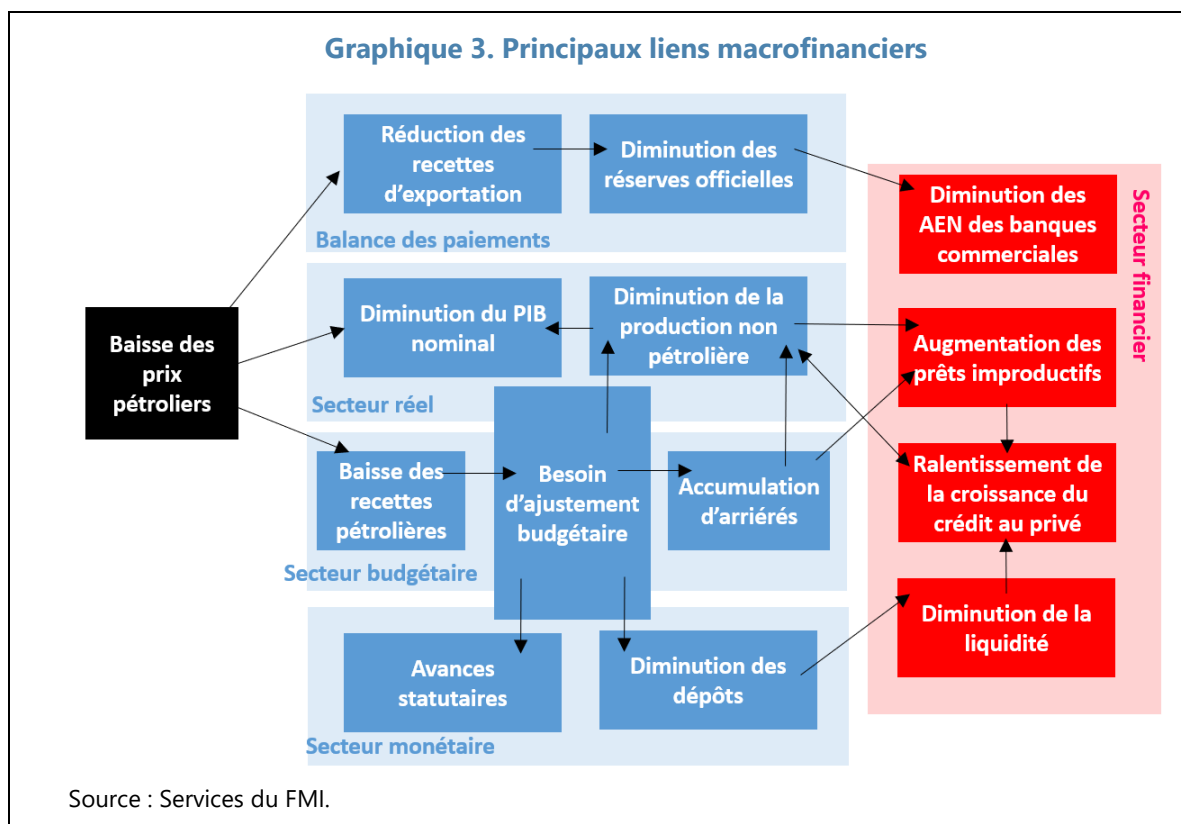 Graphique 3. Principaux liens macrofinanciers
Réduction des
recettes
d’exportation
Diminution des
réserves officielles
Balance des paiements
Diminution des
AEN des banques
commerciales
Secteur financier
Baisse des
prix
pétroliers
Diminution du PIB
nominal
Diminution de la
production non
pétrolière
Secteur réel
Augmentation des
prêts improductifs
Baisse des
recettes
pétrolières
Besoin
d’ajustement
budgétaire
Accumulation
d’arriérés
Secteur budgétaire
Ralentissement de
la croissance du
crédit au privé
Avances
statutaires
Diminution des
dépôts
Secteur monétaire
Diminution de la
liquidité
Source : Services du FMI.